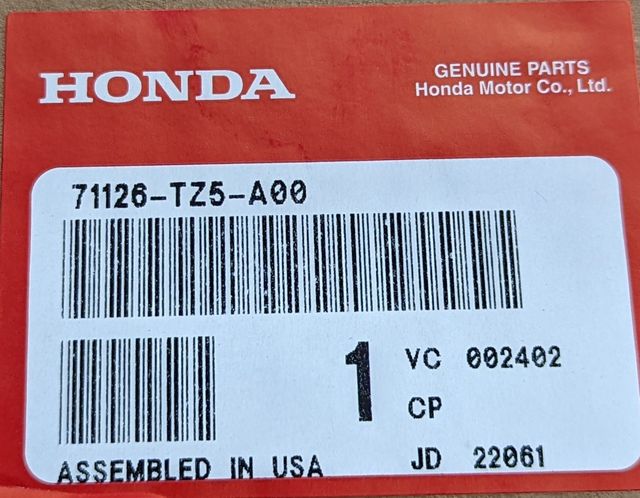 HONDA
GENUINE PARTS
Honda Motor Co., Ltd.
71126-TZ5-A00
1
VC 002402
CP
JD 22061
ASSEMBLED IN USA